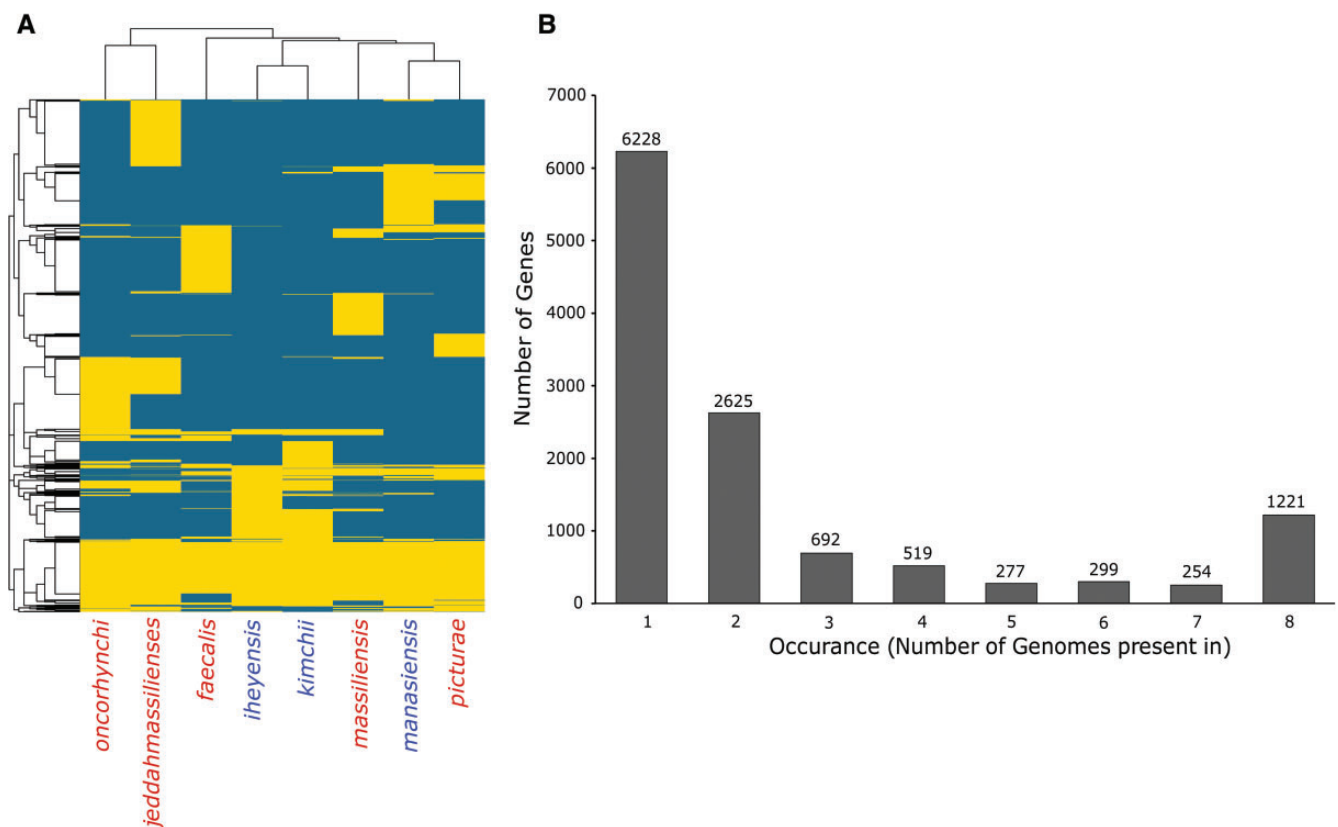 A
oncorhynchi
jeddahmassilienses
faecalis
iheyensis
kimchii
massiliensis
manasiensis
picturae
B
Number of Genes
7000
6000
5000
4000
3000
2000
1000
0
6228
2625
692
519
277
299
254
1221
1 2 3 4 5 6 7 8
Occurance (Number of Genomes present in)